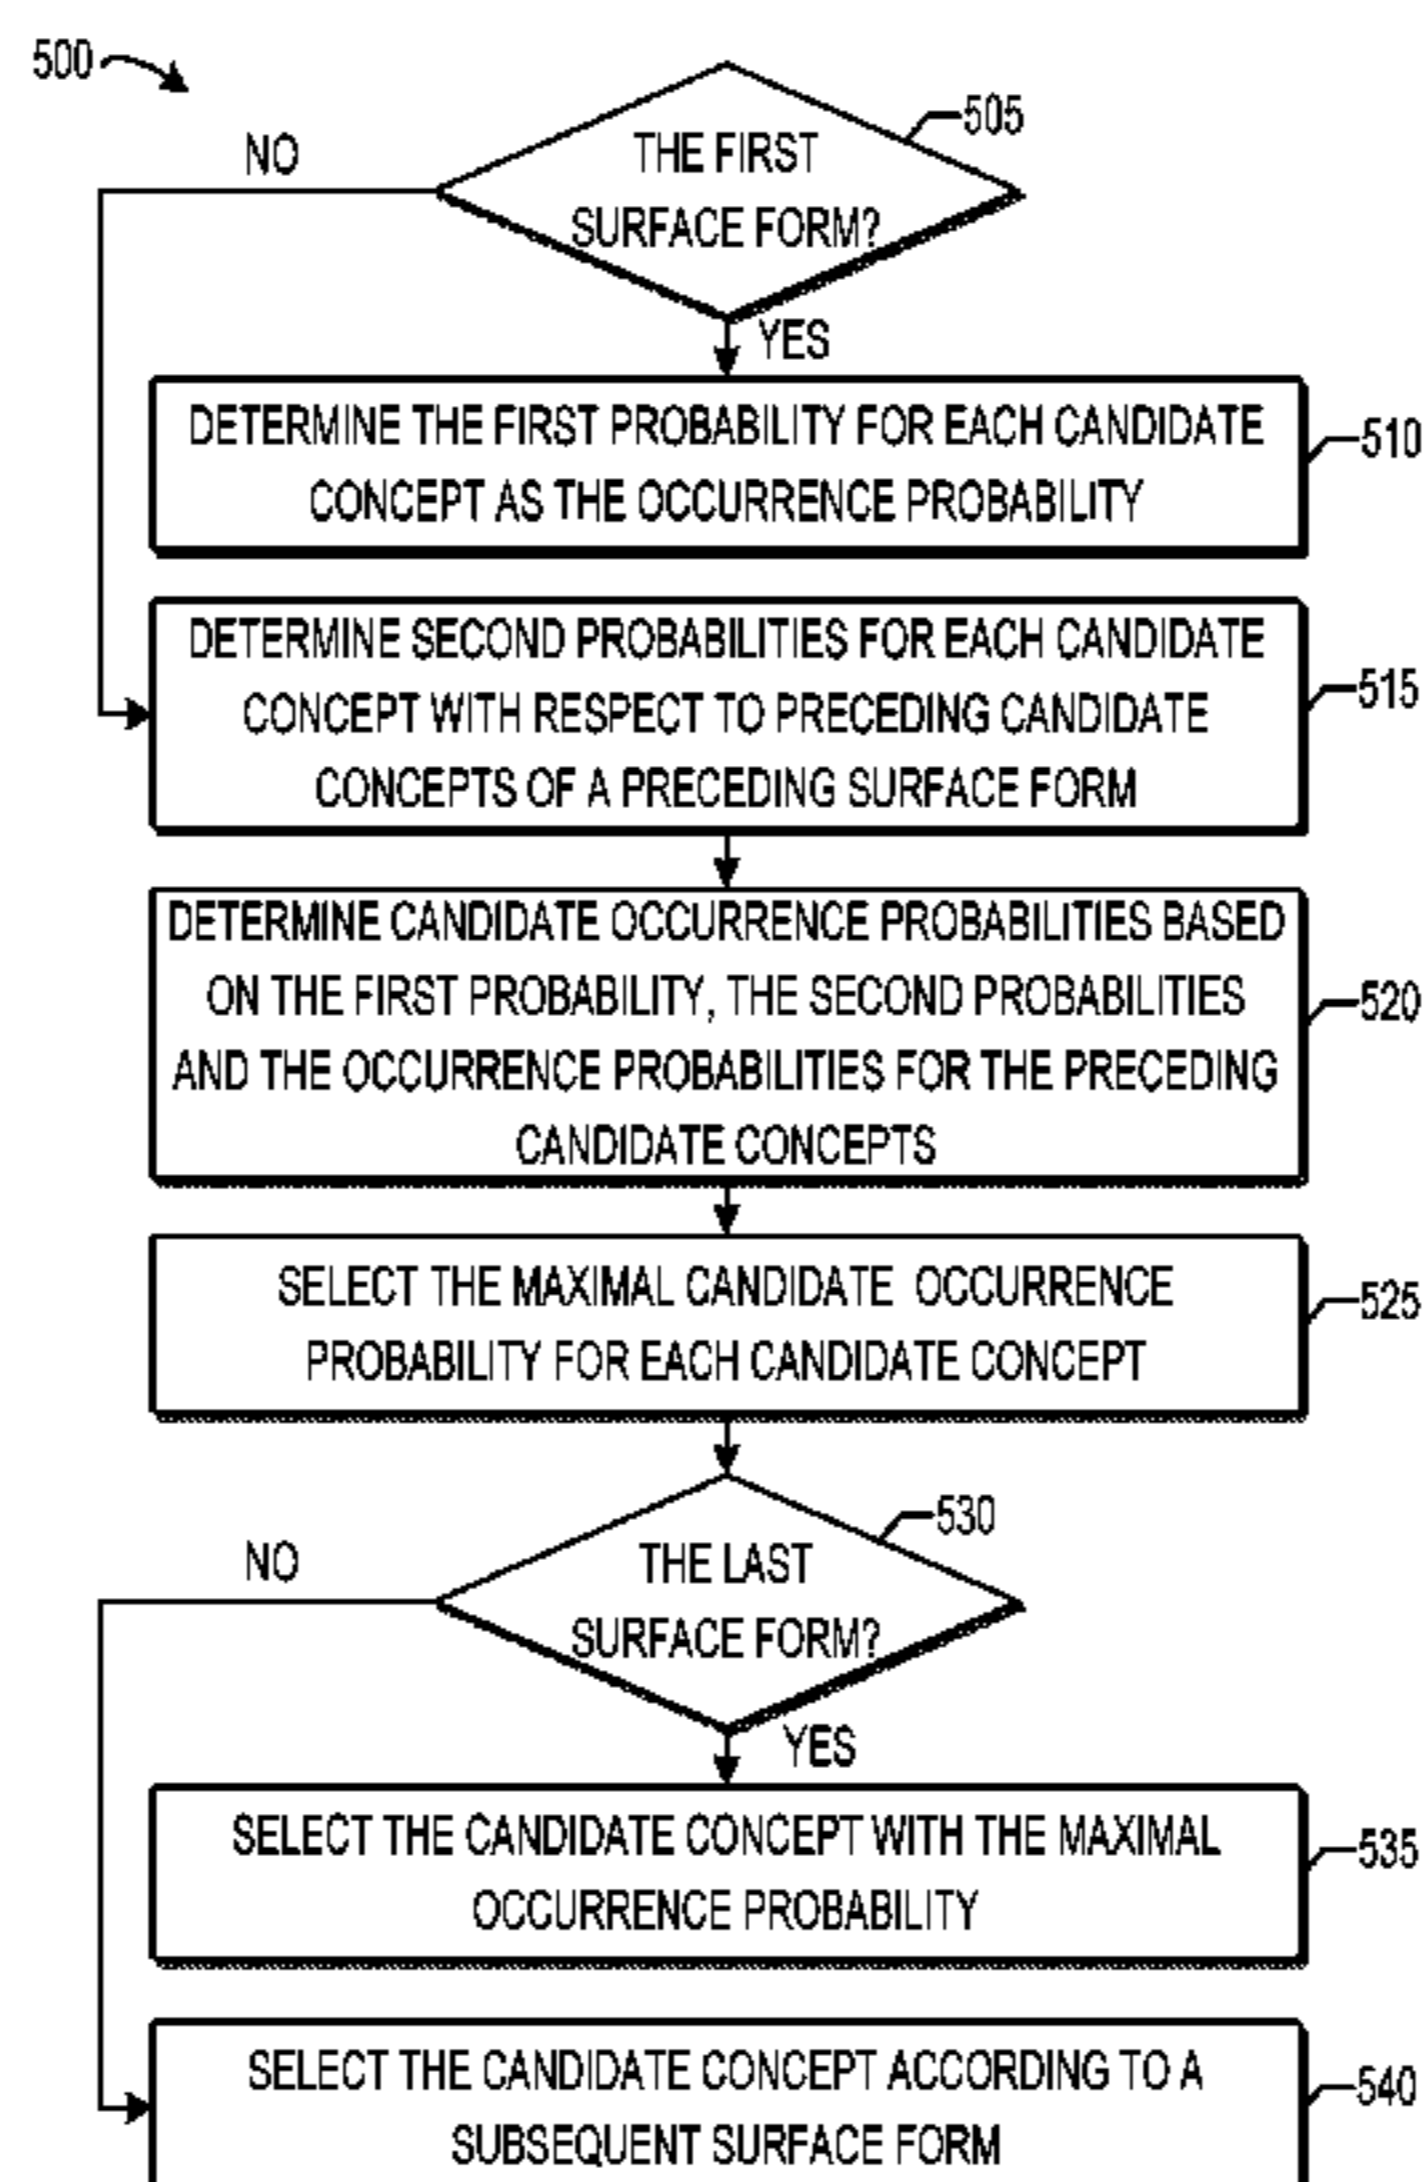 500
505
NO
THE FIRST
SURFACE FORM?
YES
DETERMINE THE FIRST PROBABILITY FOR EACH CANDIDATE
CONCEPT AS THE OCCURRENCE PROBABILITY
510
DETERMINE SECOND PROBABILITIES FOR EACH CANDIDATE
CONCEPT WITH RESPECT TO PRECEDING CANDIDATE
CONCEPTS OF A PRECEDING SURFACE FORM
515
DETERMINE CANDIDATE OCCURRENCE PROBABILITIES BASED
ON THE FIRST PROBABILITY, THE SECOND PROBABILITIES
AND THE OCCURRENCE PROBABILITIES FOR THE PRECEDING
CANDIDATE CONCEPTS
520
SELECT THE MAXIMAL CANDIDATE OCCURRENCE
PROBABILITY FOR EACH CANDIDATE CONCEPT
525
530
NO
THE LAST
SURFACE FORM?
YES
SELECT THE CANDIDATE CONCEPT WITH THE MAXIMAL
OCCURRENCE PROBABILITY
535
SELECT THE CANDIDATE CONCEPT ACCORDING TO A
SUBSEQUENT SURFACE FORM
540